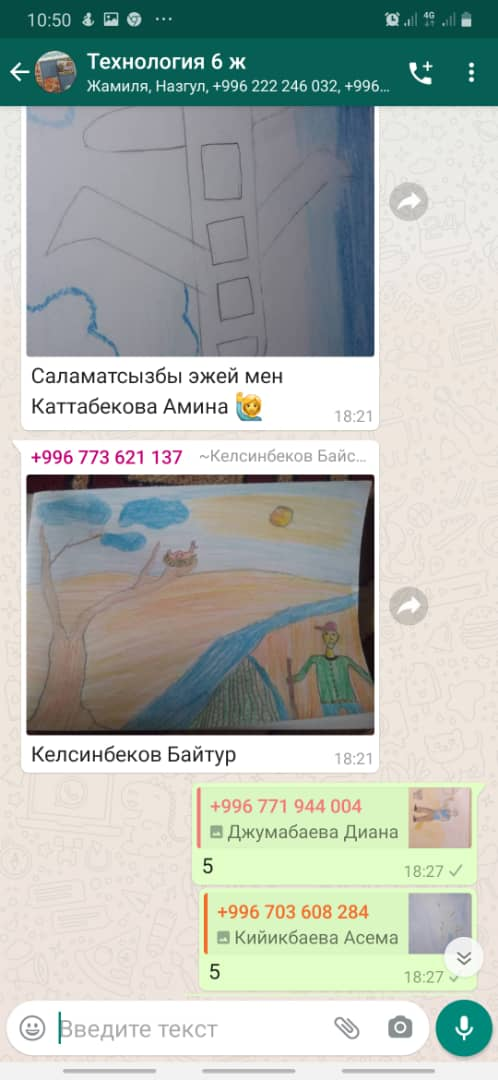 10:50
4G
Технология 6 ж
Жамиля, Назгул, +996 222 246 032, +996...
Саламатсызбы эжей мен
Каттабекова Амина
18:21
+996 773 621 137 ~Келсинбеков Байс...
Келсинбеков Байтур
18:21
+996 771 944 004
Джумабаева Диана
5
18:27
+996 703 608 284
Кийикбаева Асема
5
18:27
Введите текст